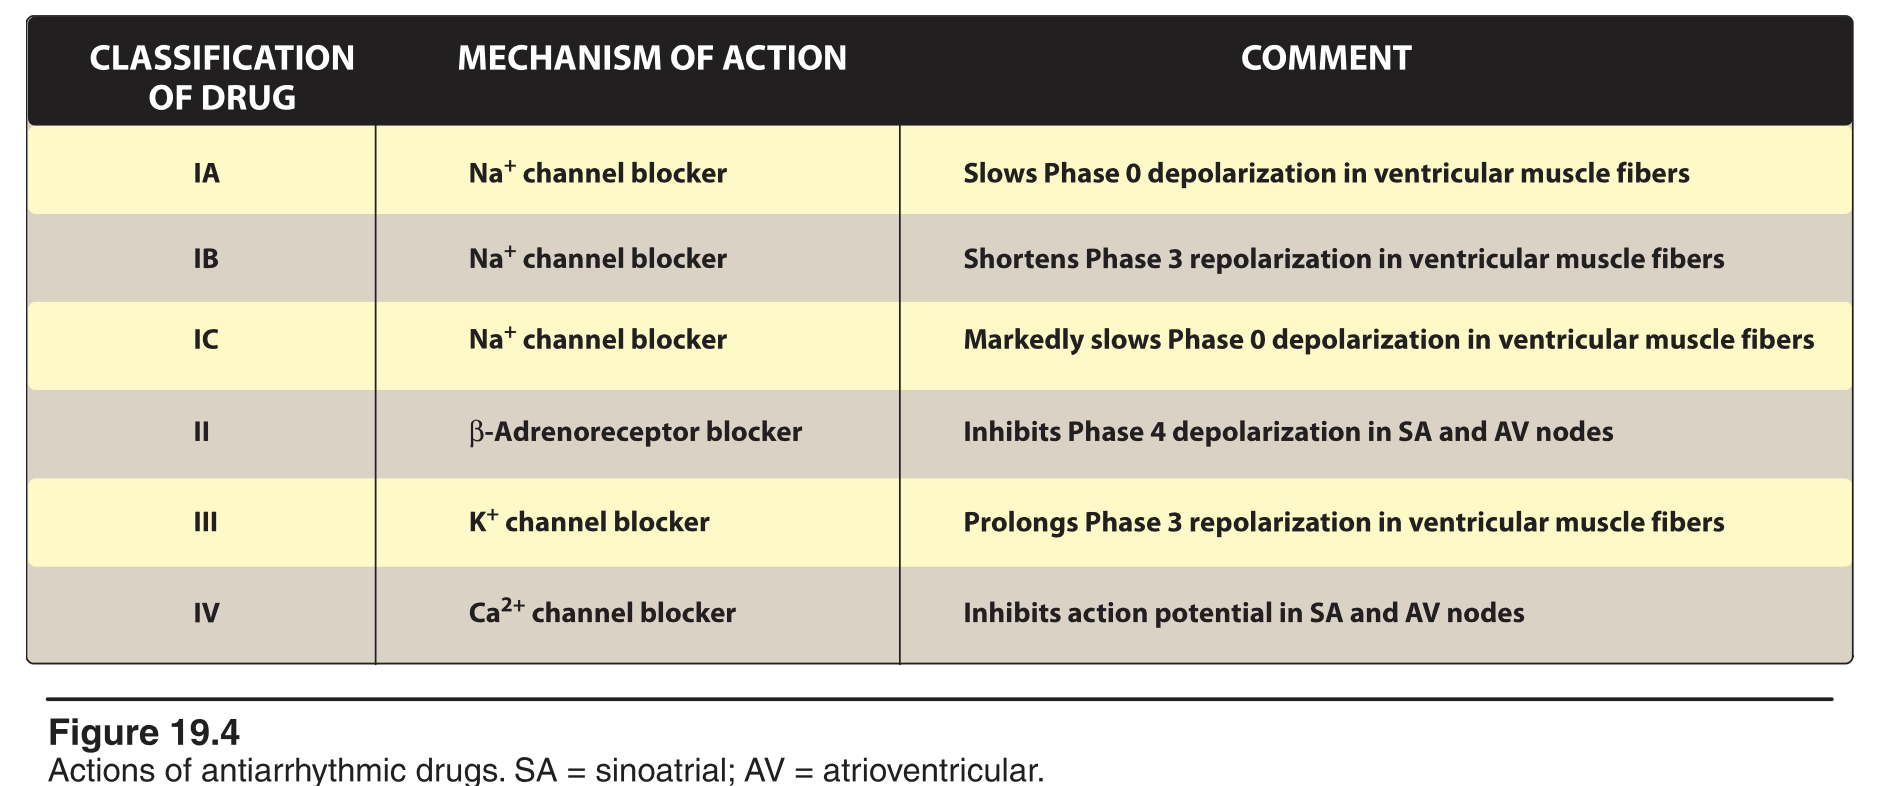 CLASSIFICATION OF DRUG MECHANISM OF ACTION COMMENT
IA Na⁺ channel blocker Slows Phase 0 depolarization in ventricular muscle fibers
IB Na⁺ channel blocker Shortens Phase 3 repolarization in ventricular muscle fibers
IC Na⁺ channel blocker Markedly slows Phase 0 depolarization in ventricular muscle fibers
II β-Adrenoreceptor blocker Inhibits Phase 4 depolarization in SA and AV nodes
III K⁺ channel blocker Prolongs Phase 3 repolarization in ventricular muscle fibers
IV Ca²⁺ channel blocker Inhibits action potential in SA and AV nodes
Figure 19.4
Actions of antiarrhythmic drugs. SA = sinoatrial; AV = atrioventricular.